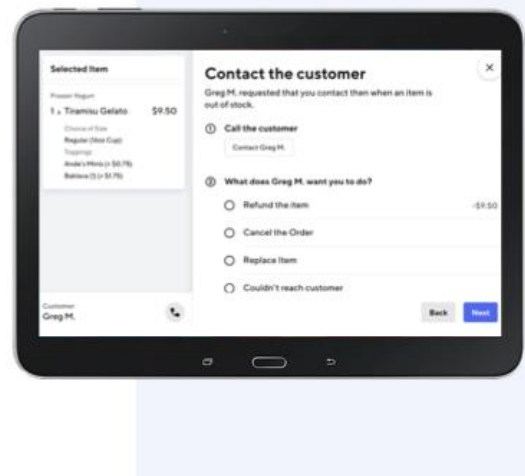 Selected Item
Frozen Yogurt
1 x Tiramisu Gelato $9.50
Choice of Size
Regular (16oz Cup)
Toppings
Ande's Mints (+ $0.75)
Baklava (1) (+ $1.75)
Customer
Greg M.
Contact the customer
Greg M. requested that you contact then when an item is
out of stock.
1 Call the customer
Contact Greg M.
2 What does Greg M. want you to do?
Refund the item -$9.50
Cancel the Order
Replace Item
Couldn't reach customer
Back Next